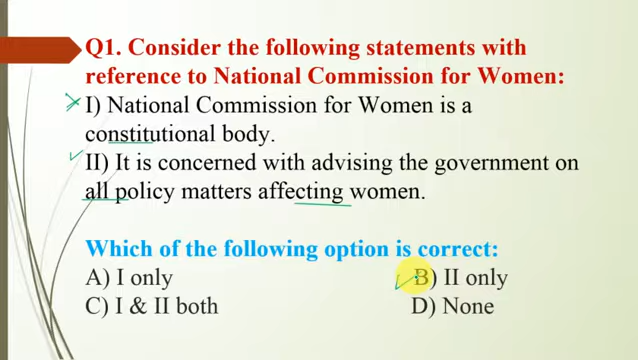 Q1. Consider the following statements with
reference to National Commission for Women:
I) National Commission for Women is a
constitutional body.
II) It is concerned with advising the government on
all policy matters affecting women.
Which of the following option is correct:
A) I only B) II only
C) I & II both D) None